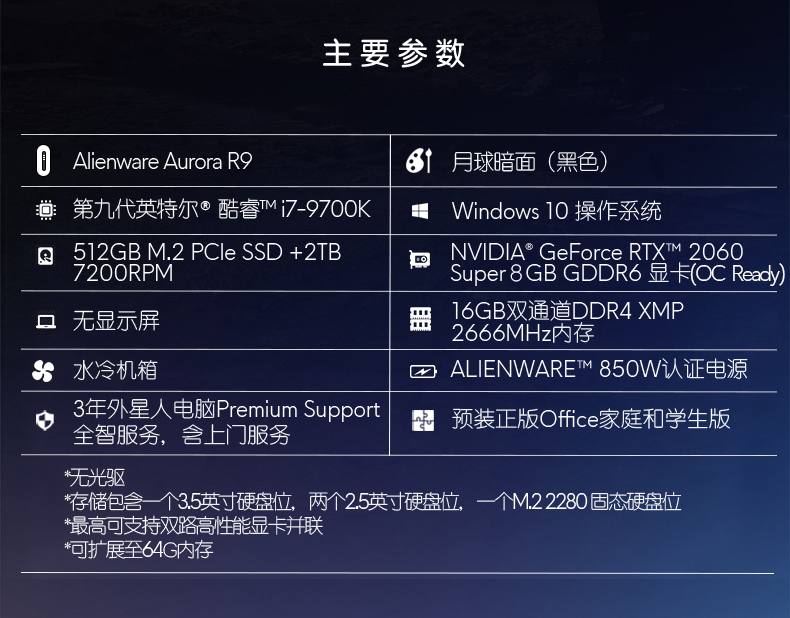 主要参数
Alienware Aurora R9
月球暗面（黑色）
第九代英特尔® 酷睿™ i7-9700K
Windows 10 操作系统
512GB M.2 PCIe SSD +2TB
7200RPM
NVIDIA® GeForce RTX™ 2060
Super 8GB GDDR6 显卡(OC Ready)
无显示屏
16GB双通道DDR4 XMP
2666MHz内存
水冷机箱
ALIENWARE™ 850W认证电源
3年外星人电脑Premium Support
全智服务，含上门服务
预装正版Office家庭和学生版
*无光驱
*存储包含一个3.5英寸硬盘位，两个2.5英寸硬盘位，一个M.2 2280 固态硬盘位
*最高可支持双路高性能显卡并联
*可扩展至64G内存